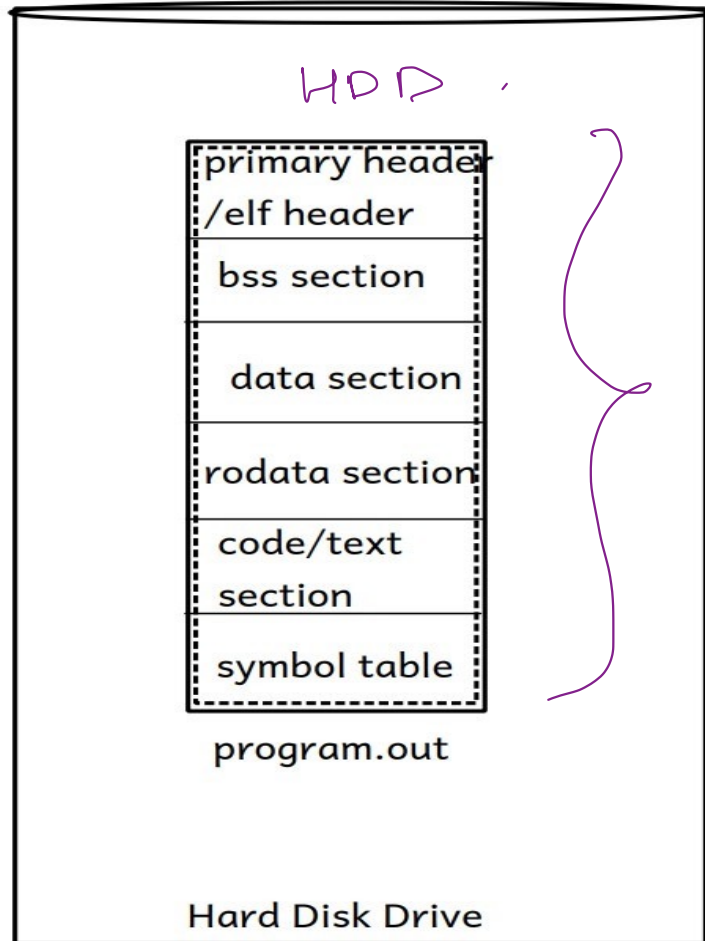 HDD.
primary header
/elf header
bss section
data section
rodata section
code/text
section
symbol table
program.out
Hard Disk Drive